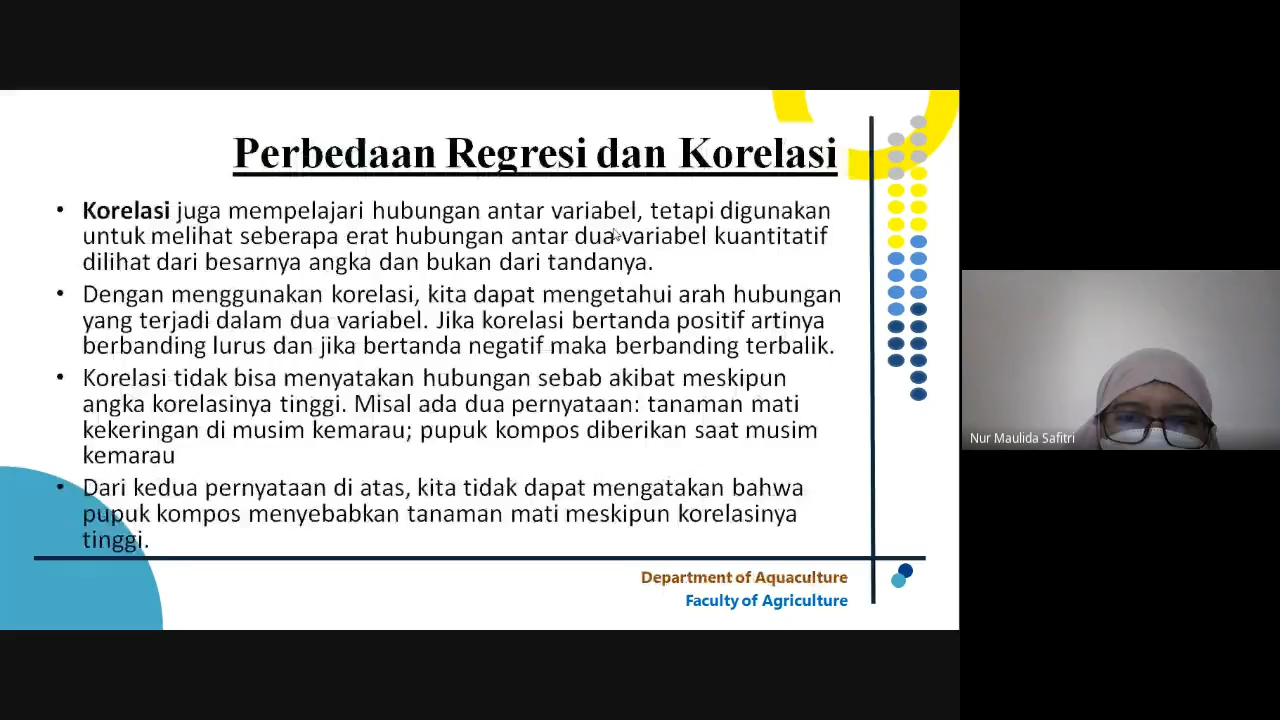 Perbedaan Regresi dan Korelasi
• Korelasi juga mempelajari hubungan antar variabel, tetapi digunakan
untuk melihat seberapa erat hubungan antar dua variabel kuantitatif
dilihat dari besarnya angka dan bukan dari tandanya.
• Dengan menggunakan korelasi, kita dapat mengetahui arah hubungan
yang terjadi dalam dua variabel. Jika korelasi bertanda positif artinya
berbanding lurus dan jika bertanda negatif maka berbanding terbalik.
• Korelasi tidak bisa menyatakan hubungan sebab akibat meskipun
angka korelasinya tinggi. Misal ada dua pernyataan: tanaman mati
kekeringan di musim kemarau; pupuk kompos diberikan saat musim
kemarau
• Dari kedua pernyataan di atas, kita tidak dapat mengatakan bahwa
pupuk kompos menyebabkan tanaman mati meskipun korelasinya
tinggi.
Department of Aquaculture
Faculty of Agriculture
Nur Maulida Safitri